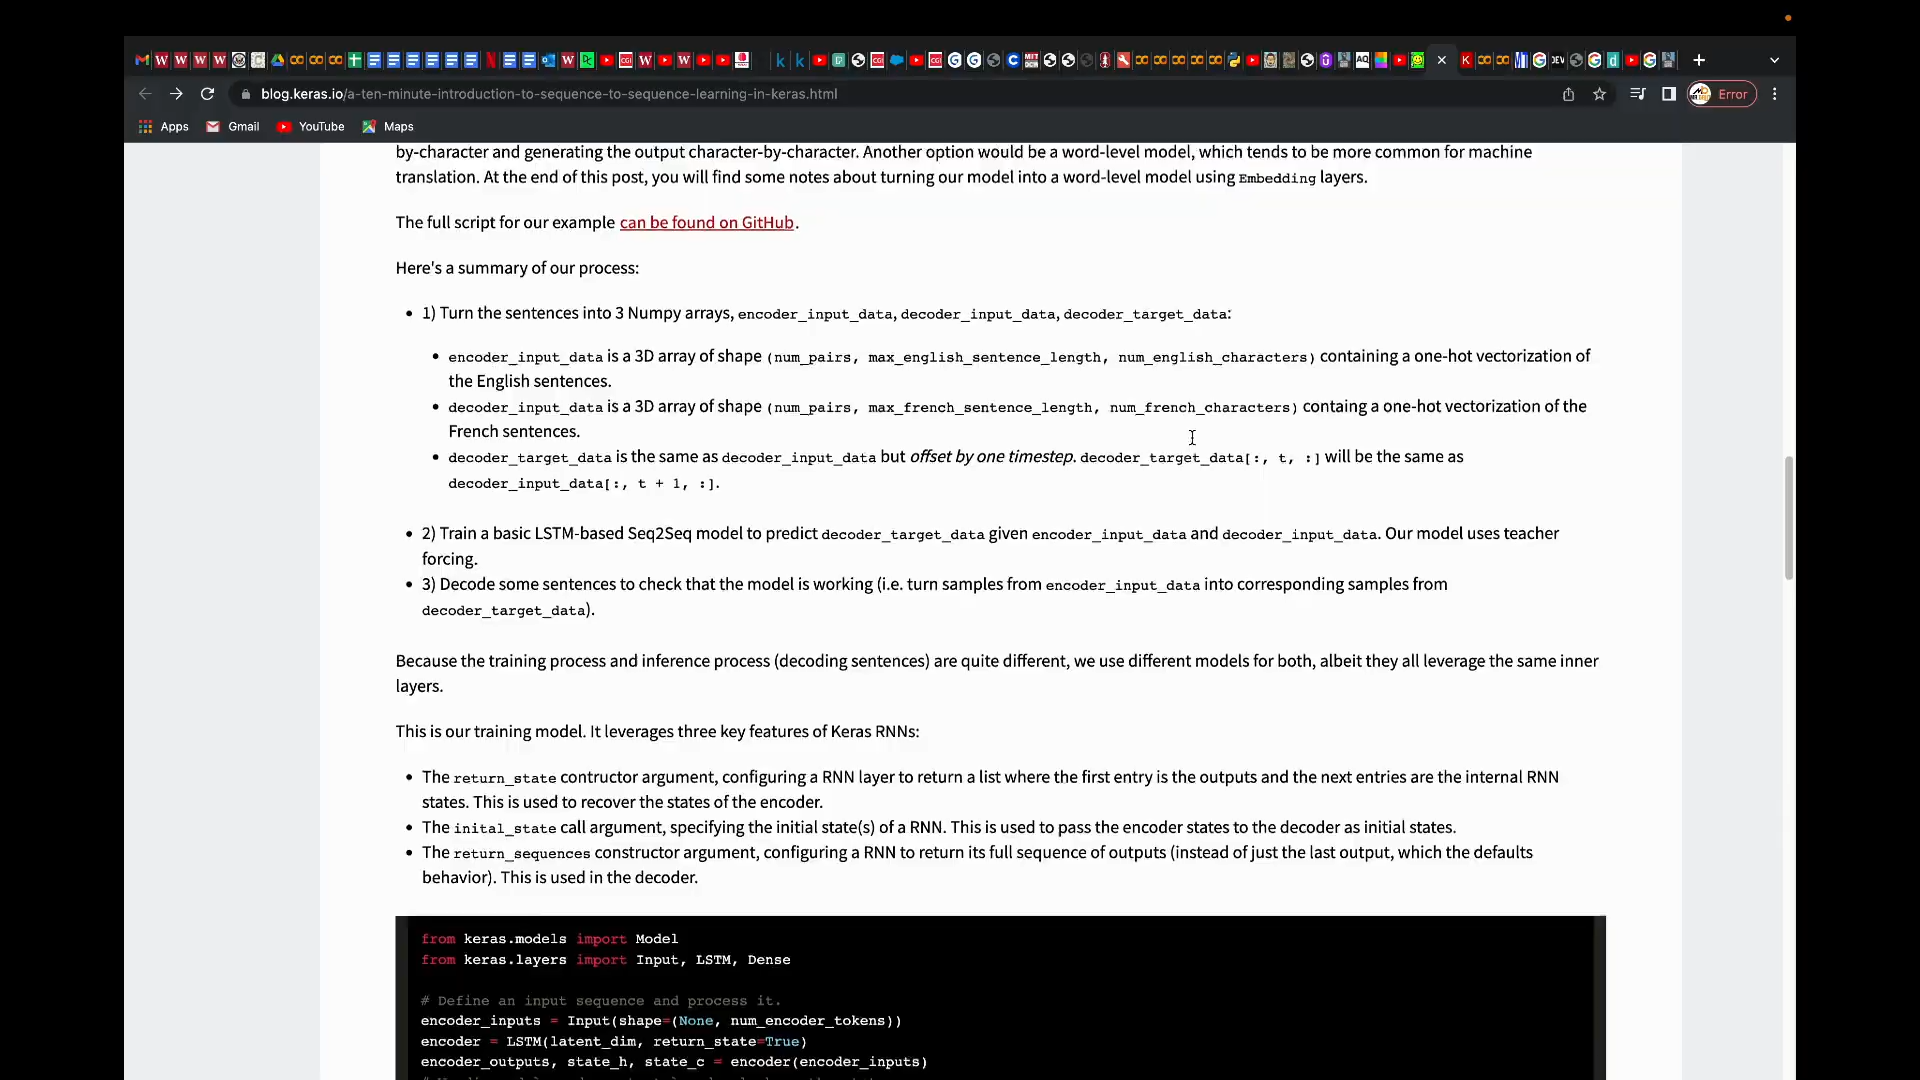 blog.keras.io/a-ten-minute-introduction-to-sequence-to-sequence-learning-in-keras.html
Error
Apps Gmail YouTube Maps
by-character and generating the output character-by-character. Another option would be a word-level model, which tends to be more common for machine
translation. At the end of this post, you will find some notes about turning our model into a word-level model using Embedding layers.
The full script for our example can be found on GitHub.
Here's a summary of our process:
• 1) Turn the sentences into 3 Numpy arrays, encoder_input_data, decoder_input_data, decoder_target_data:
• encoder_input_data is a 3D array of shape (num_pairs, max_english_sentence_length, num_english_characters) containing a one-hot vectorization of
the English sentences.
• decoder_input_data is a 3D array of shape (num_pairs, max_french_sentence_length, num_french_characters) containg a one-hot vectorization of the
French sentences.
• decoder_target_data is the same as decoder_input_data but offset by one timestep. decoder_target_data[:, t, :] will be the same as
decoder_input_data[:, t + 1, :].
• 2) Train a basic LSTM-based Seq2Seq model to predict decoder_target_data given encoder_input_data and decoder_input_data. Our model uses teacher
forcing.
• 3) Decode some sentences to check that the model is working (i.e. turn samples from encoder_input_data into corresponding samples from
decoder_target_data).
Because the training process and inference process (decoding sentences) are quite different, we use different models for both, albeit they all leverage the same inner
layers.
This is our training model. It leverages three key features of Keras RNNs:
• The return_state contructor argument, configuring a RNN layer to return a list where the first entry is the outputs and the next entries are the internal RNN
states. This is used to recover the states of the encoder.
• The inital_state call argument, specifying the initial state(s) of a RNN. This is used to pass the encoder states to the decoder as initial states.
• The return_sequences constructor argument, configuring a RNN to return its full sequence of outputs (instead of just the last output, which the defaults
behavior). This is used in the decoder.
from keras.models import Model
from keras.layers import Input, LSTM, Dense
# Define an input sequence and process it.
encoder_inputs = Input(shape=(None, num_encoder_tokens))
encoder = LSTM(latent_dim, return_state=True)
encoder_outputs, state_h, state_c = encoder(encoder_inputs)